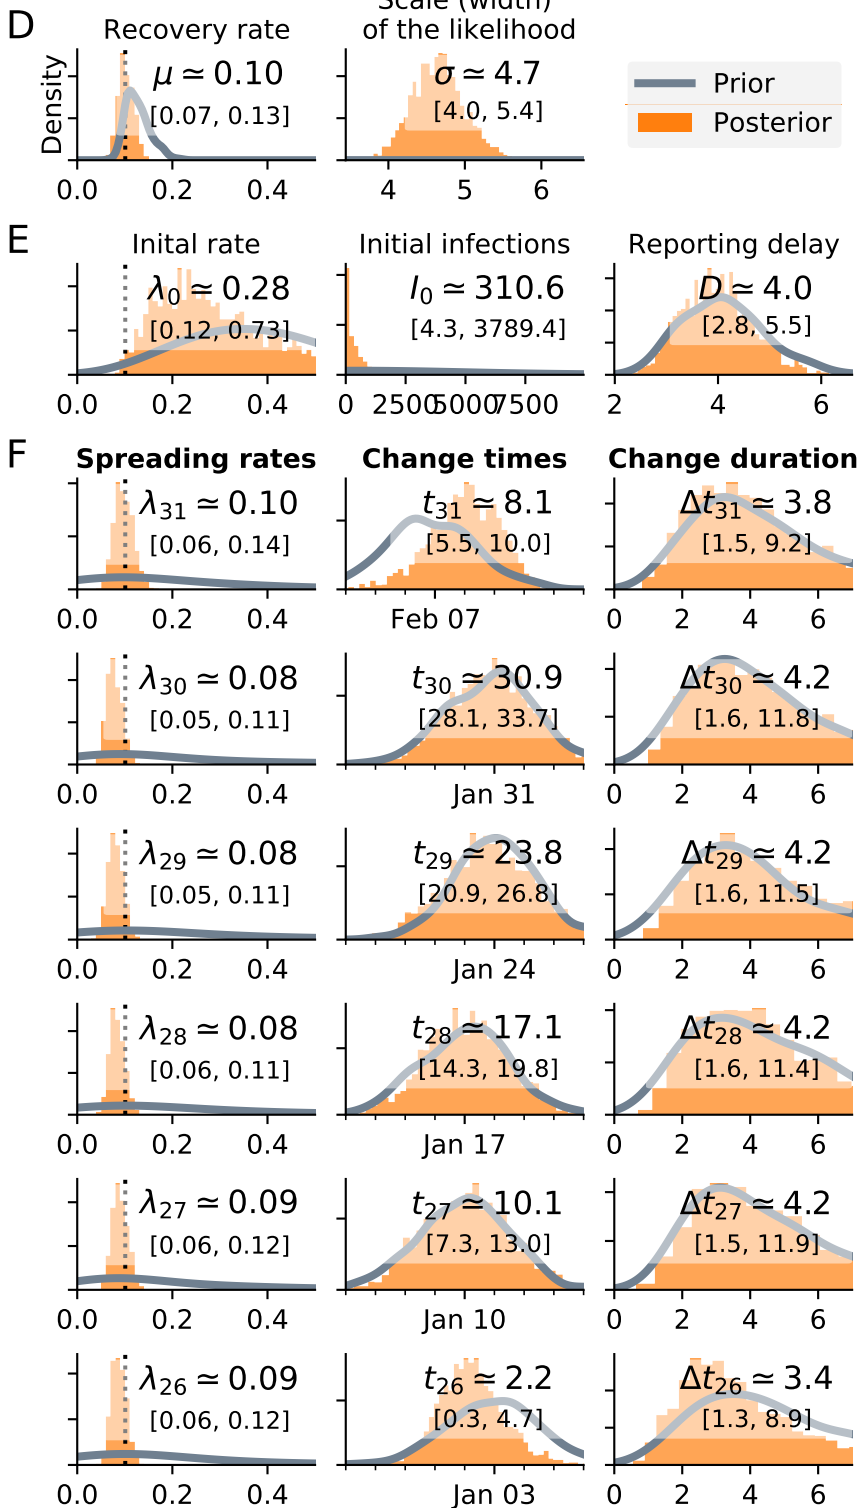 D
Scale (width)
Recovery rate
of the likelihood
Density
μ ≃ 0.10
[0.07, 0.13]
σ ≃ 4.7
[4.0, 5.4]
Prior
Posterior
0.0 0.2 0.4
4 5 6
E
Inital rate
Initial infections
Reporting delay
λ0 ≃ 0.28
[0.12, 0.73]
I0 ≃ 310.6
[4.3, 3789.4]
D ≃ 4.0
[2.8, 5.5]
0.0 0.2 0.4
0 2500 5000 7500
2 4 6
F
Spreading rates
Change times
Change duration
λ31 ≃ 0.10
[0.06, 0.14]
t31 ≃ 8.1
[5.5, 10.0]
Δt31 ≃ 3.8
[1.5, 9.2]
0.0 0.2 0.4
Feb 07
0 2 4 6
λ30 ≃ 0.08
[0.05, 0.11]
t30 ≃ 30.9
[28.1, 33.7]
Δt30 ≃ 4.2
[1.6, 11.8]
0.0 0.2 0.4
Jan 31
0 2 4 6
λ29 ≃ 0.08
[0.05, 0.11]
t29 ≃ 23.8
[20.9, 26.8]
Δt29 ≃ 4.2
[1.6, 11.5]
0.0 0.2 0.4
Jan 24
0 2 4 6
λ28 ≃ 0.08
[0.06, 0.11]
t28 ≃ 17.1
[14.3, 19.8]
Δt28 ≃ 4.2
[1.6, 11.4]
0.0 0.2 0.4
Jan 17
0 2 4 6
λ27 ≃ 0.09
[0.06, 0.12]
t27 ≃ 10.1
[7.3, 13.0]
Δt27 ≃ 4.2
[1.5, 11.9]
0.0 0.2 0.4
Jan 10
0 2 4 6
λ26 ≃ 0.09
[0.06, 0.12]
t26 ≃ 2.2
[0.3, 4.7]
Δt26 ≃ 3.4
[1.3, 8.9]
0.0 0.2 0.4
Jan 03
0 2 4 6